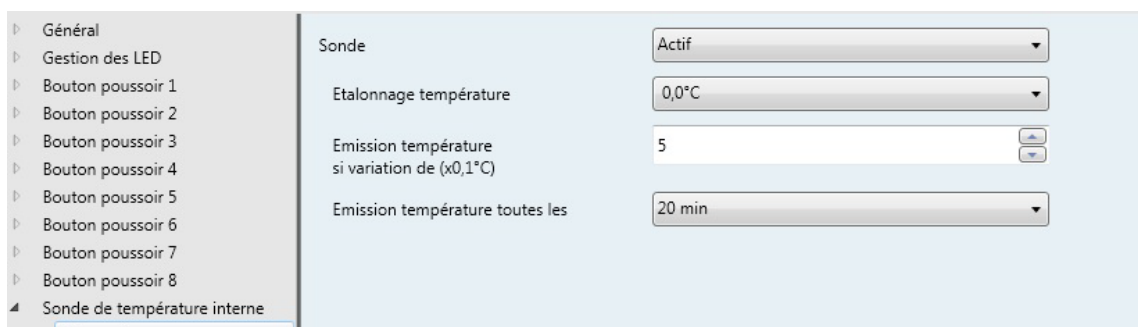 Général
Gestion des LED
Bouton poussoir 1
Bouton poussoir 2
Bouton poussoir 3
Bouton poussoir 4
Bouton poussoir 5
Bouton poussoir 6
Bouton poussoir 7
Bouton poussoir 8
Sonde de température interne
Sonde
Actif
Etalonnage température
0,0°C
Emission température
si variation de (x0,1°C)
5
Emission température toutes les
20 min